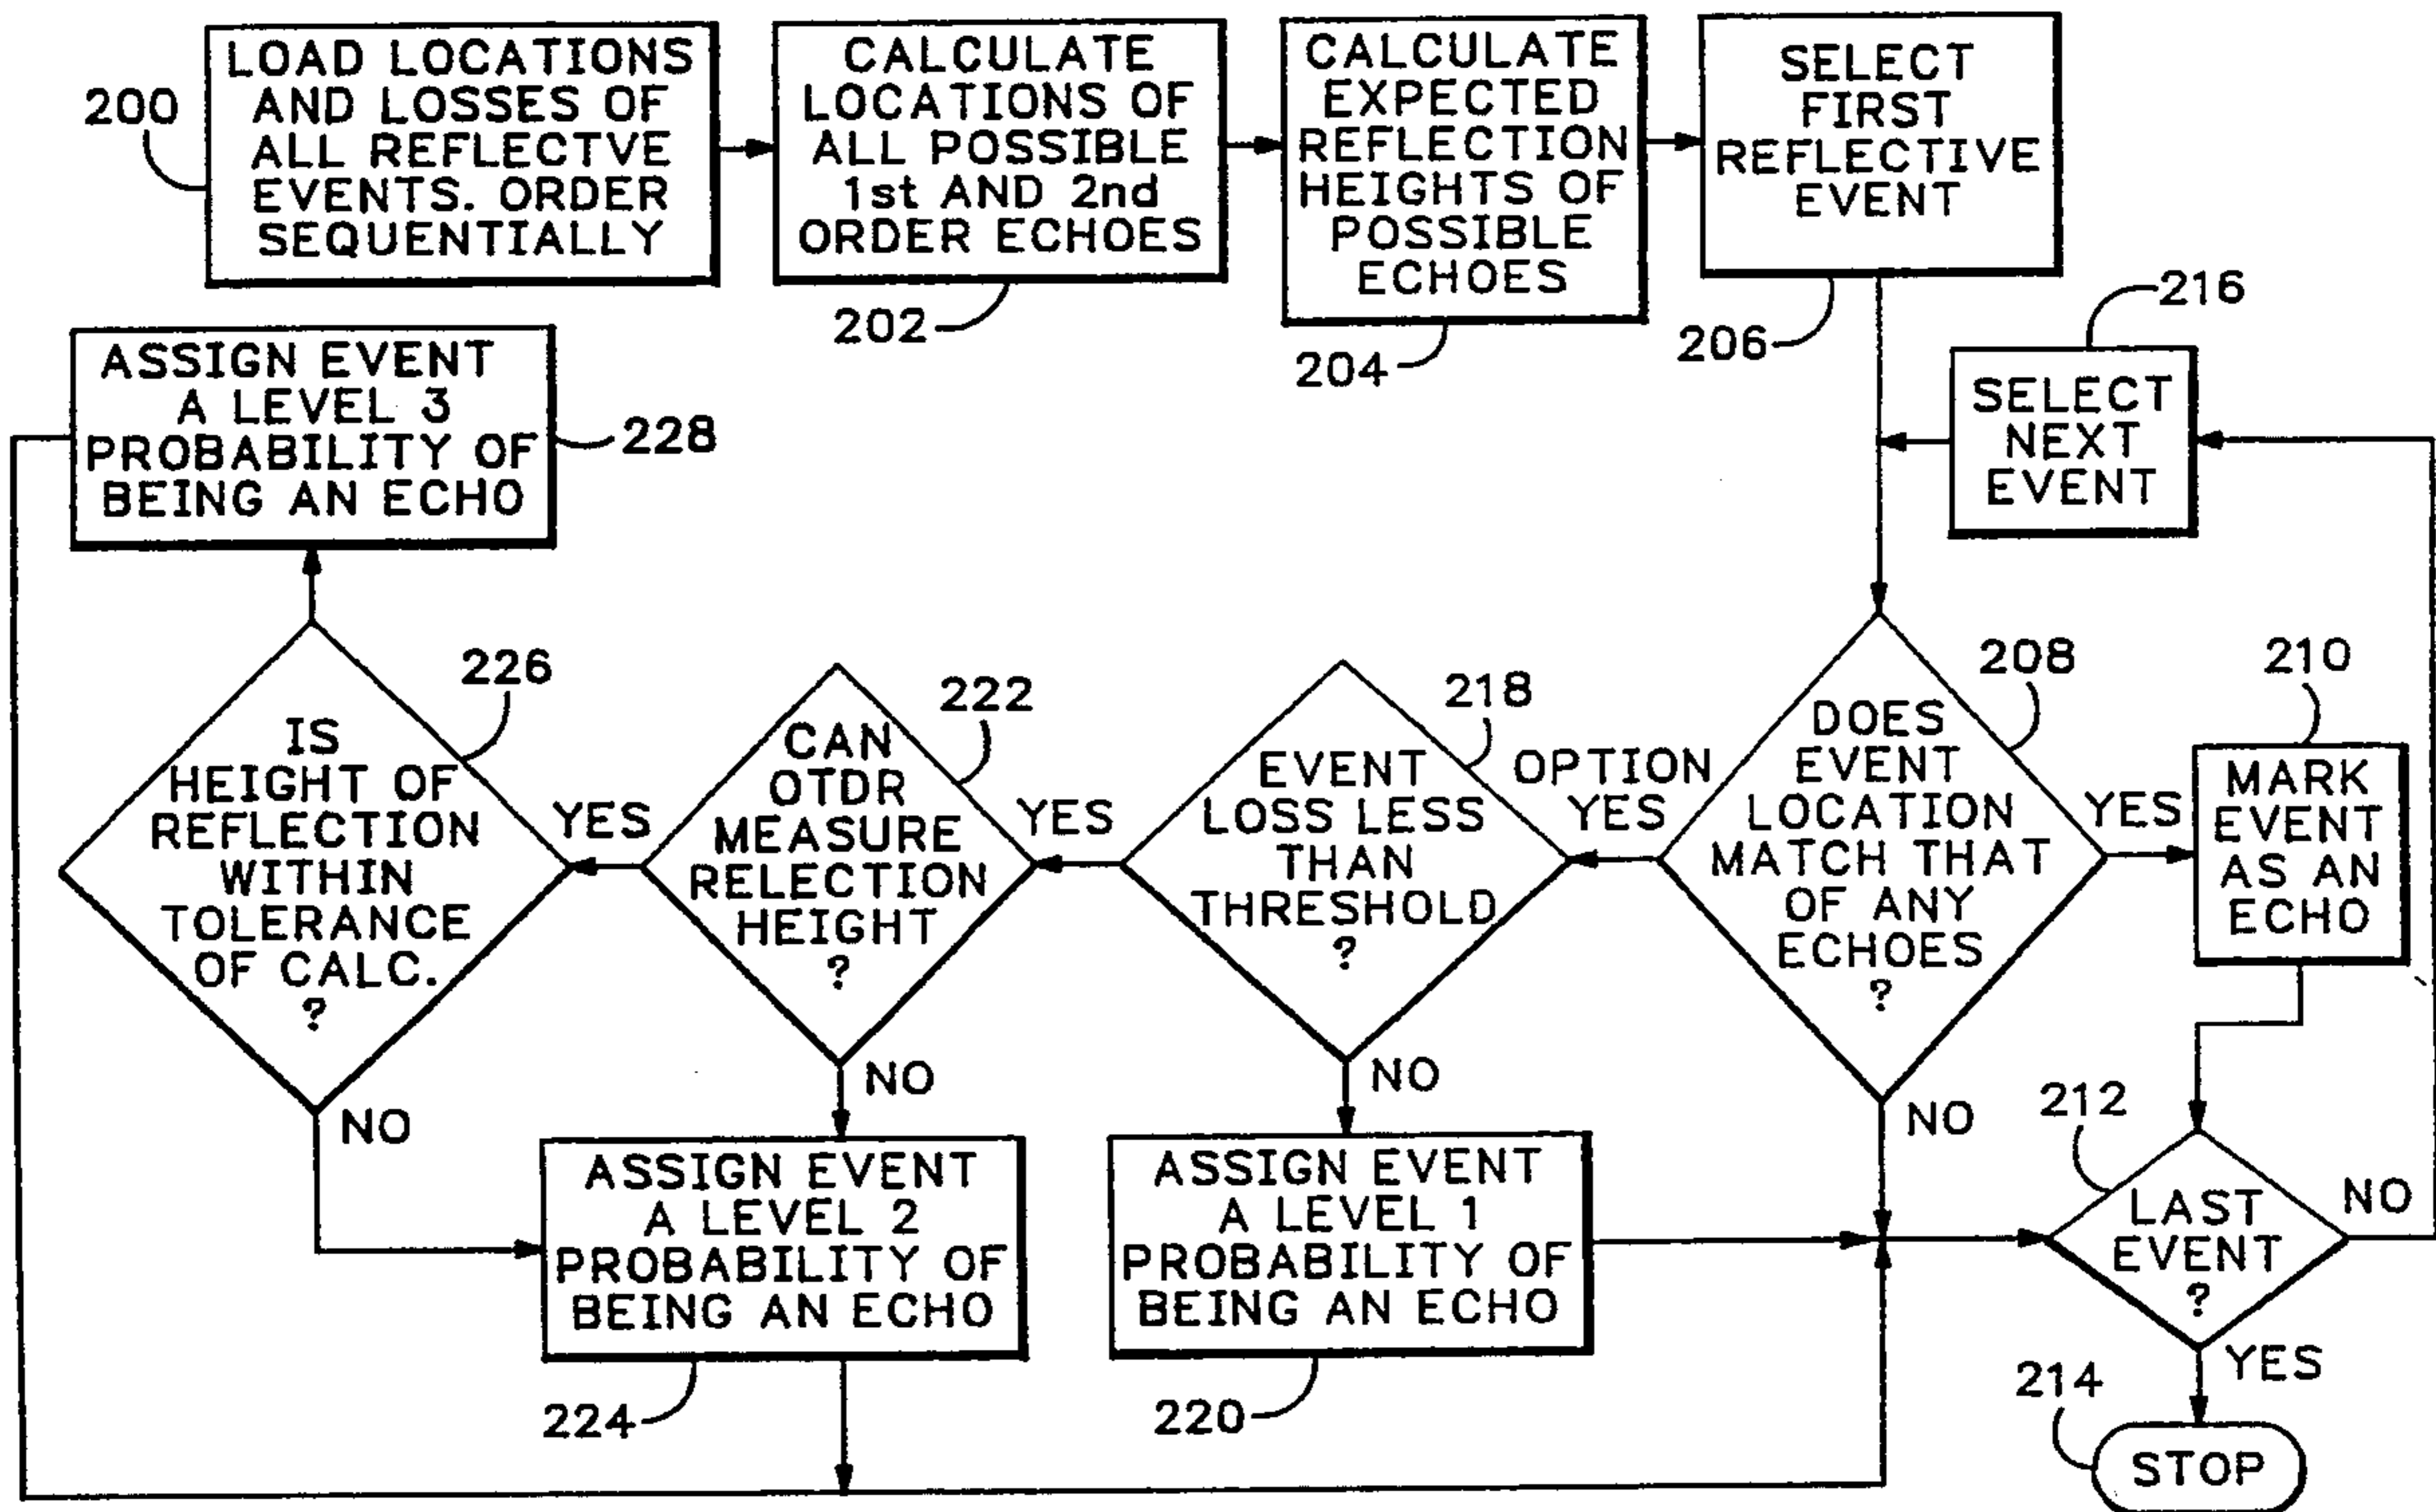 200
LOAD LOCATIONS
AND LOSSES OF
ALL REFLECTVE
EVENTS. ORDER
SEQUENTIALLY
CALCULATE
LOCATIONS OF
ALL POSSIBLE
1st AND 2nd
ORDER ECHOES
202
CALCULATE
EXPECTED
REFLECTION
HEIGHTS OF
POSSIBLE
ECHOES
204
SELECT
FIRST
REFLECTIVE
EVENT
206
216
SELECT
NEXT
EVENT
ASSIGN EVENT
A LEVEL 3
PROBABILITY OF
BEING AN ECHO
228
226
IS
HEIGHT OF
REFLECTION
WITHIN
TOLERANCE
OF CALC.
?
YES
NO
222
CAN
OTDR
MEASURE
RELECTION
HEIGHT
?
YES
NO
218
EVENT
LOSS LESS
THAN
THRESHOLD
?
NO
OPTION
YES
208
DOES
EVENT
LOCATION
MATCH THAT
OF ANY
ECHOES
?
YES
NO
210
MARK
EVENT
AS AN
ECHO
ASSIGN EVENT
A LEVEL 2
PROBABILITY OF
BEING AN ECHO
224
ASSIGN EVENT
A LEVEL 1
PROBABILITY OF
BEING AN ECHO
220
212
LAST
EVENT
?
NO
YES
214
STOP